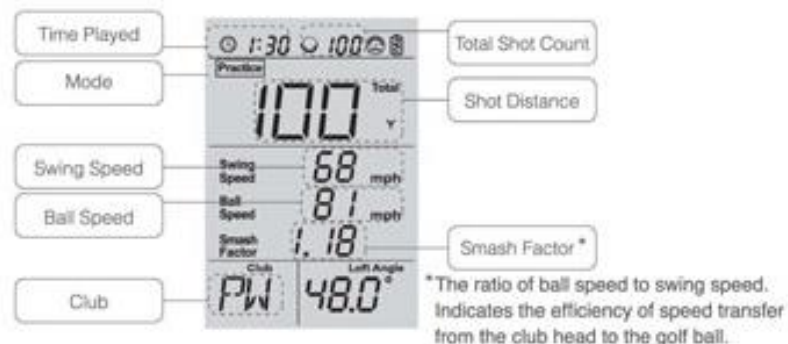 Time Played
1:30 100
Total Shot Count
Mode
Practice
Total
100
Y
Shot Distance
Swing Speed
Swing
Speed
68 mph
Ball Speed
Ball
Speed
81 mph
Smash
Factor
1.18
Smash Factor*
Club
Club
PW
Loft Angle
48.0°
*The ratio of ball speed to swing speed.
Indicates the efficiency of speed transfer
from the club head to the golf ball.